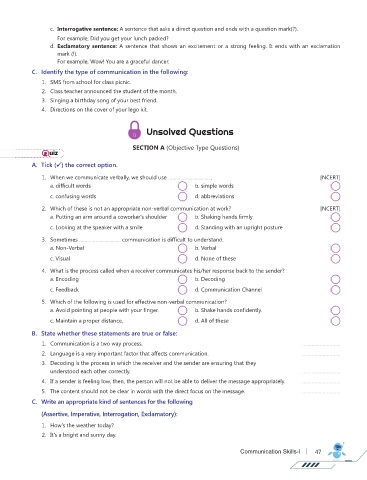 c. Interrogative sentence: A sentence that asks a direct question and ends with a question mark(?).
For example, Did you get your lunch packed?
d. Exclamatory sentence: A sentence that shows an excitement or a strong feeling. It ends with an exclamation
mark (!).
For example, Wow! You are a graceful dancer.
C. Identify the type of communication in the following:
1. SMS from school for class picnic.
2. Class teacher announced the student of the month.
3. Singing a birthday song of your best friend.
4. Directions on the cover of your lego kit.
Unsolved Questions
SECTION A (Objective Type Questions)
Quiz
A. Tick (✓) the correct option.
1. When we communicate verbally, we should use ........................ [NCERT]
a. difficult words b. simple words
c. confusing words d. abbreviations
2. Which of these is not an appropriate non-verbal communication at work? [NCERT]
a. Putting an arm around a coworker's shoulder b. Shaking hands firmly
c. Looking at the speaker with a smile d. Standing with an upright posture
3. Sometimes ........................ communication is difficult to understand.
a. Non-Verbal b. Verbal
c. Visual d. None of these
4. What is the process called when a receiver communicates his/her response back to the sender?
a. Encoding b. Decoding
c. Feedback d. Communication Channel
5. Which of the following is used for effective non-verbal communication?
a. Avoid pointing at people with your finger. b. Shake hands confidently.
c. Maintain a proper distance. d. All of these
B. State whether these statements are true or false:
1. Communication is a two way process. ........................
2. Language is a very important factor that affects communication. ........................
3. Decoding is the process in which the receiver and the sender are ensuring that they
understood each other correctly. ........................
4. If a sender is feeling low, then, the person will not be able to deliver the message appropriately. ........................
5. The content should not be clear in words with the direct focus on the message. ........................
C. Write an appropriate kind of sentences for the following
(Assertive, Imperative, Interrogation, Exclamatory):
1. How's the weather today?
2. It's a bright and sunny day.
Communication Skills-I | 47